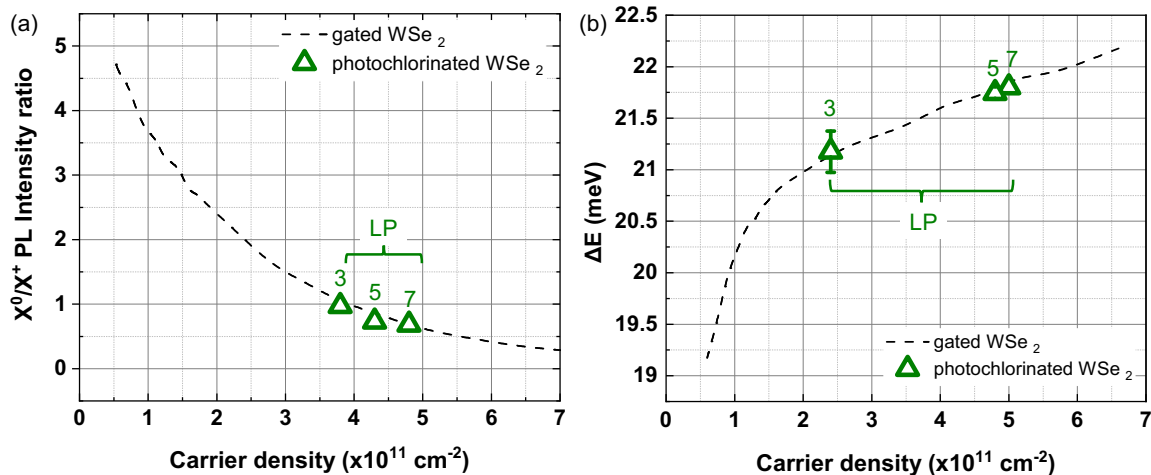 (a)
X⁰/X⁺ PL Intensity ratio
5
4
3
2
1
0
gated WSe₂
photochlorinated WSe₂
LP
3
5
7
0 1 2 3 4 5 6 7
Carrier density (x10¹¹ cm⁻²)
(b)
ΔE (meV)
22.5
22
21.5
21
20.5
20
19.5
19
3
5
7
LP
gated WSe₂
photochlorinated WSe₂
0 1 2 3 4 5 6 7
Carrier density (x10¹¹ cm⁻²)